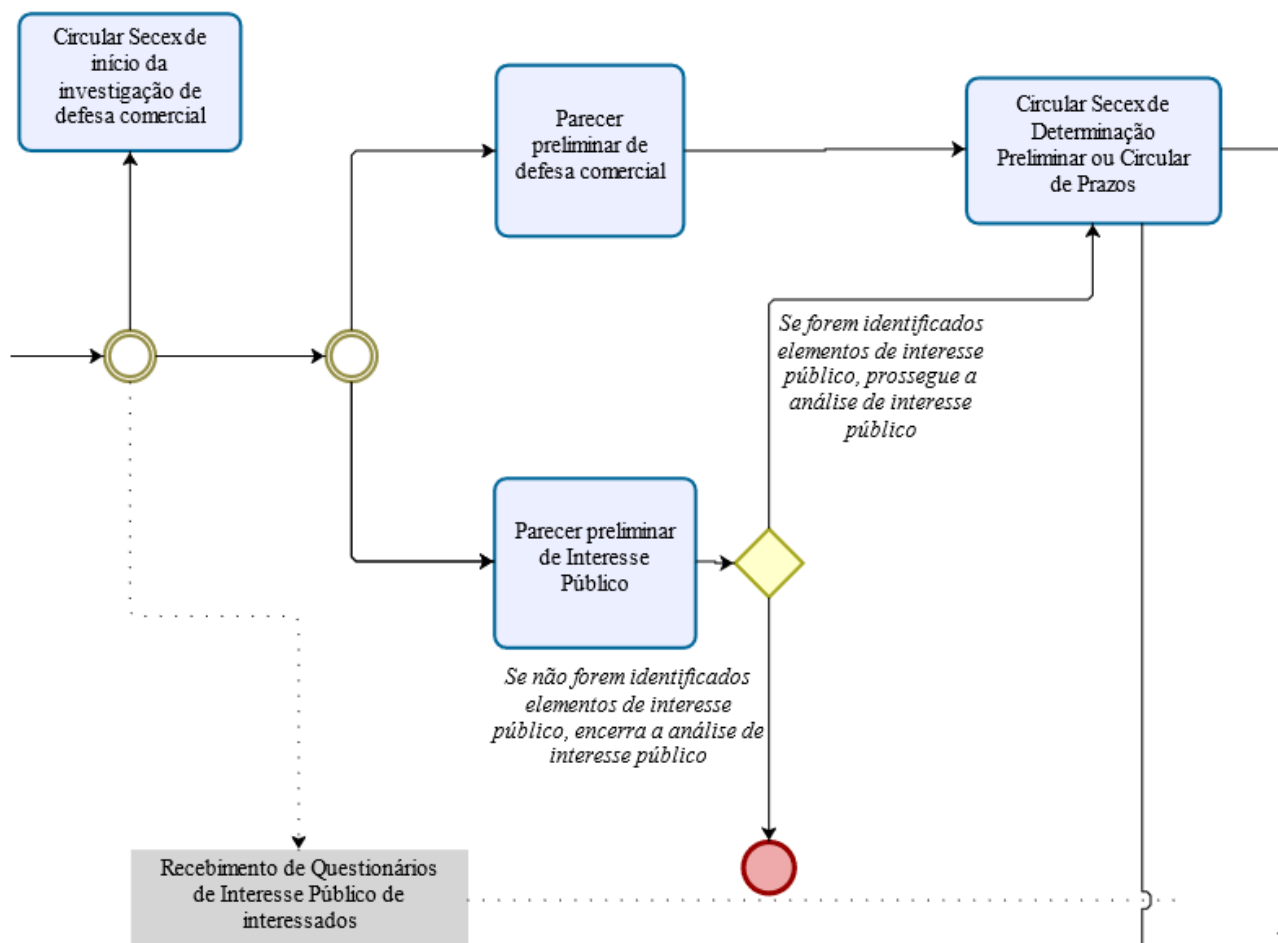 Circular Secex de
início da
investigação de
defesa comercial
Parecer
preliminar de
defesa comercial
Circular Secex de
Determinação
Preliminar ou Circular
de Prazos
Se forem identificados
elementos de interesse
público, prossegue a
análise de interesse
público
Parecer preliminar
de Interesse
Público
Se não forem identificados
elementos de interesse
público, encerra a análise de
interesse público
Recebimento de Questionários
de Interesse Público de
interessados